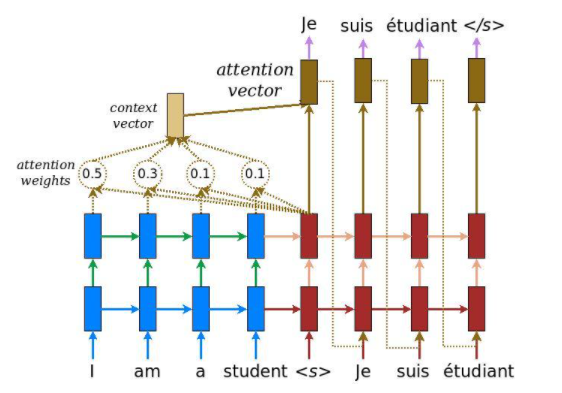 Je suis étudiant </s>
attention
vector
context
vector
attention
weights
0.5 0.3 0.1 0.1
I am a student <s> Je suis étudiant